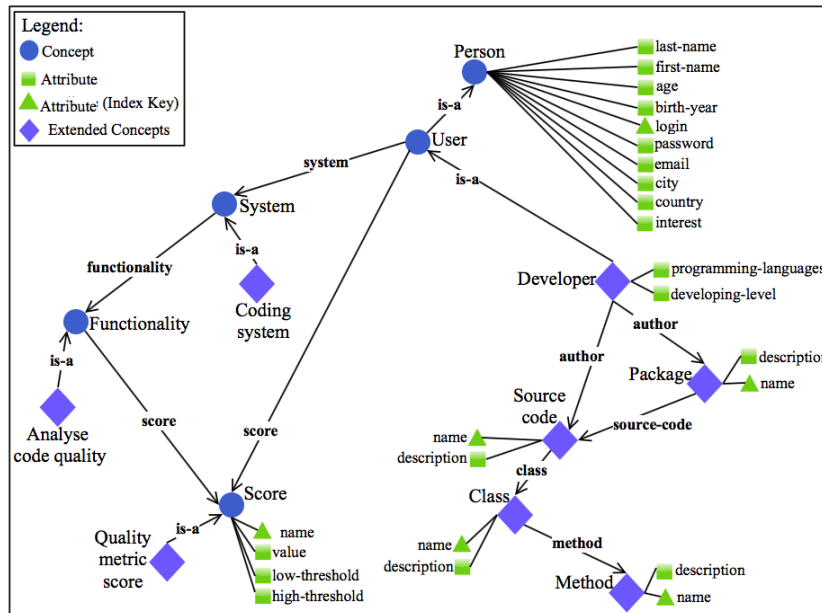 Legend:
Concept
Attribute
Attribute (Index Key)
Extended Concepts
Person
last-name
first-name
age
birth-year
login
password
email
city
country
interest
is-a
User
system
is-a
System
is-a
functionality
Developer
programming-languages
developing-level
Coding
system
Functionality
author
is-a
author
description
Package
name
Source
code
Analyse
code quality
score
score
source-code
name
description
class
Score
Class
is-a
name
Quality
metric
score
value
low-threshold
high-threshold
name
description
method
Method
description
name